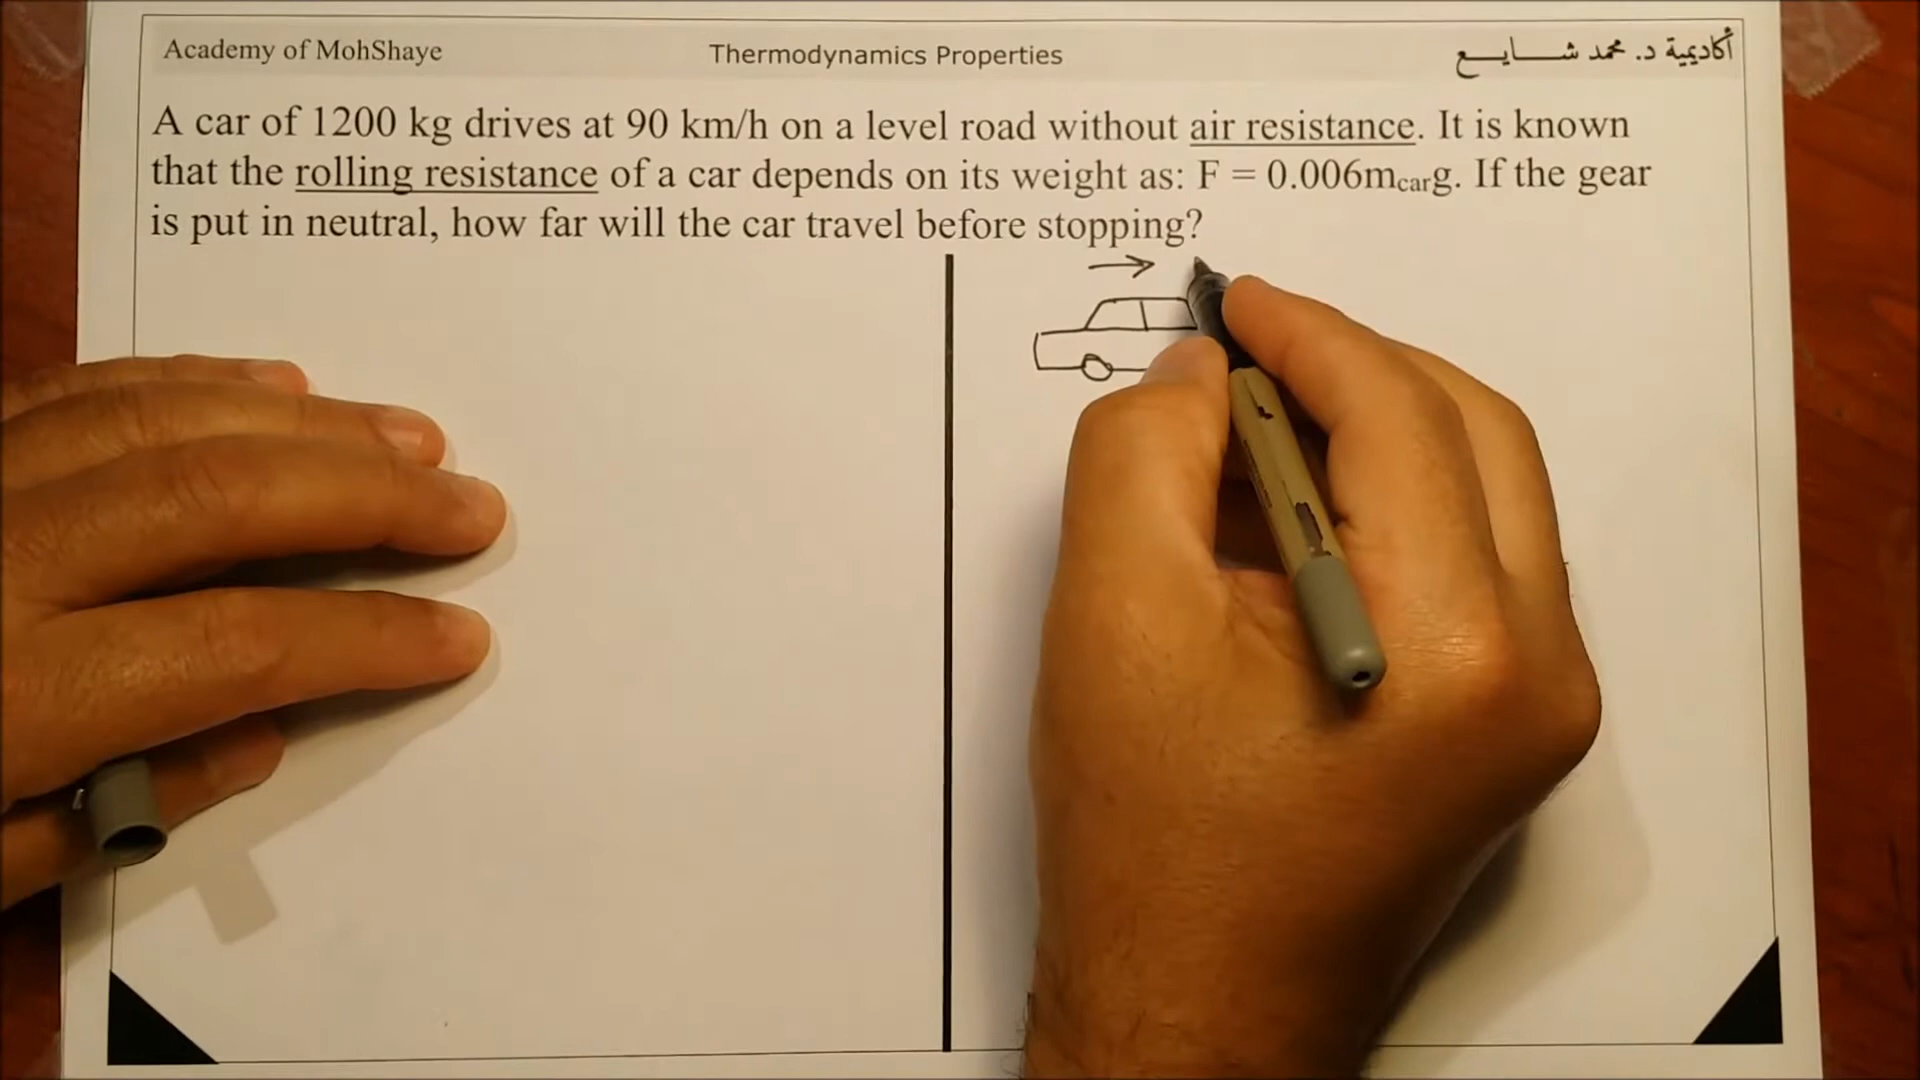 Academy of MohShaye
Thermodynamics Properties
أكاديمية د. محمد شايع
A car of 1200 kg drives at 90 km/h on a level road without air resistance. It is known
that the rolling resistance of a car depends on its weight as: F = 0.006mcarg. If the gear
is put in neutral, how far will the car travel before stopping?